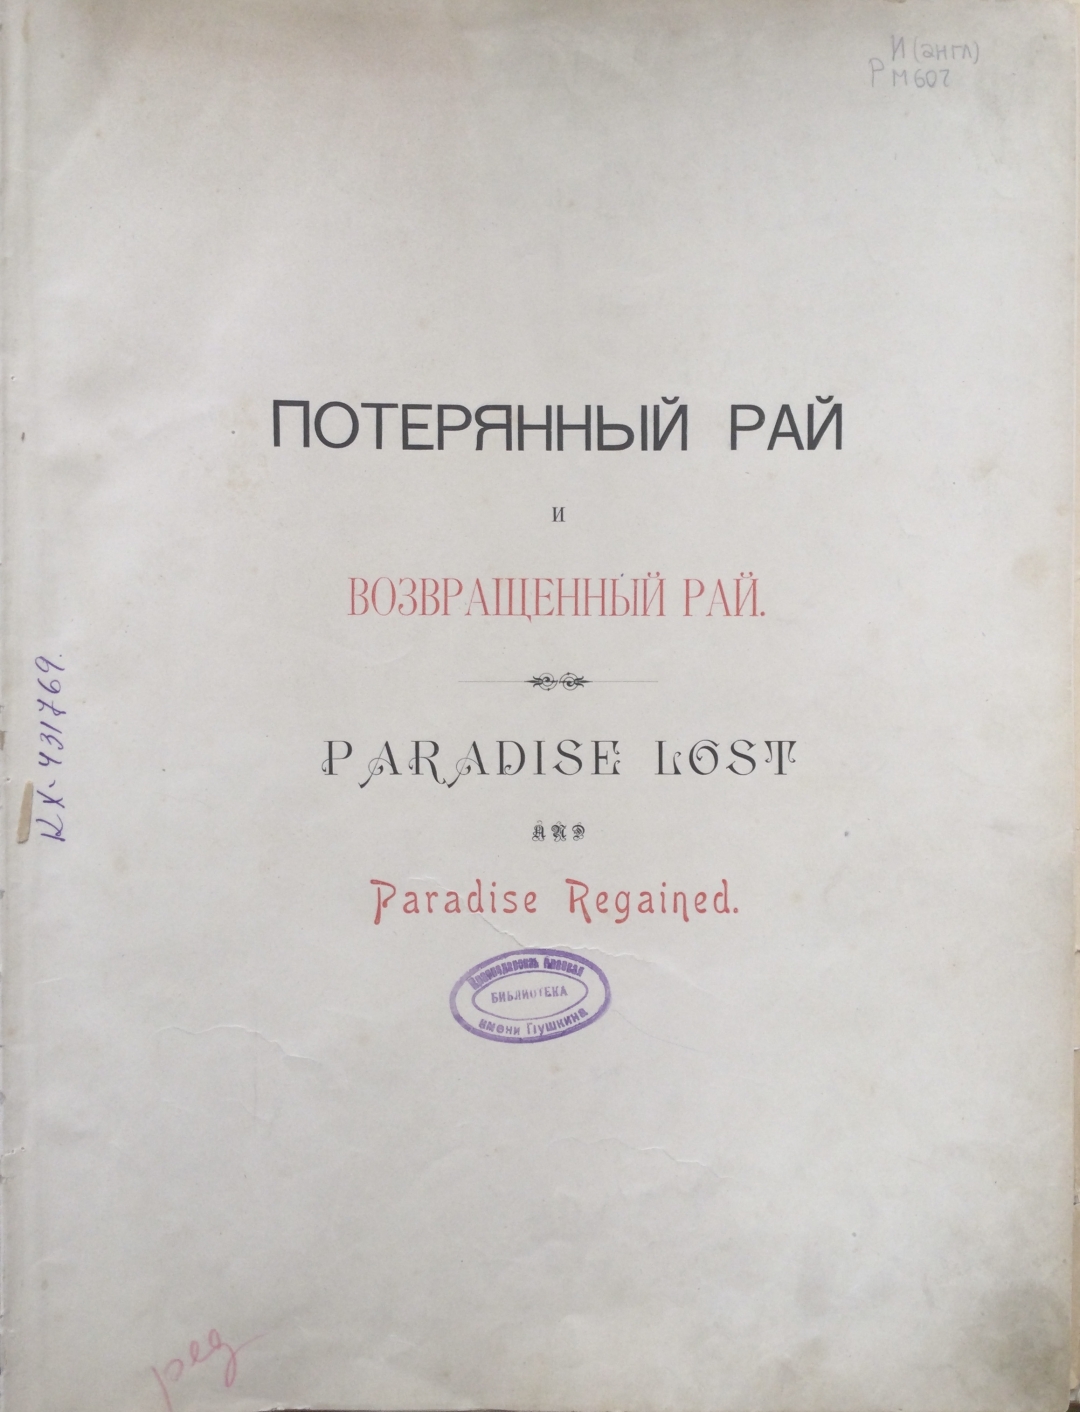 И (англ)
Р М607
ПОТЕРЯННЫЙ РАЙ
и
ВОЗВРАЩЕННЫЙ РАЙ.
КХ-431769.
PARADISE LOST
AND
Paradise Regained.
БИБЛИОТЕКА
имени Пушкина
ред